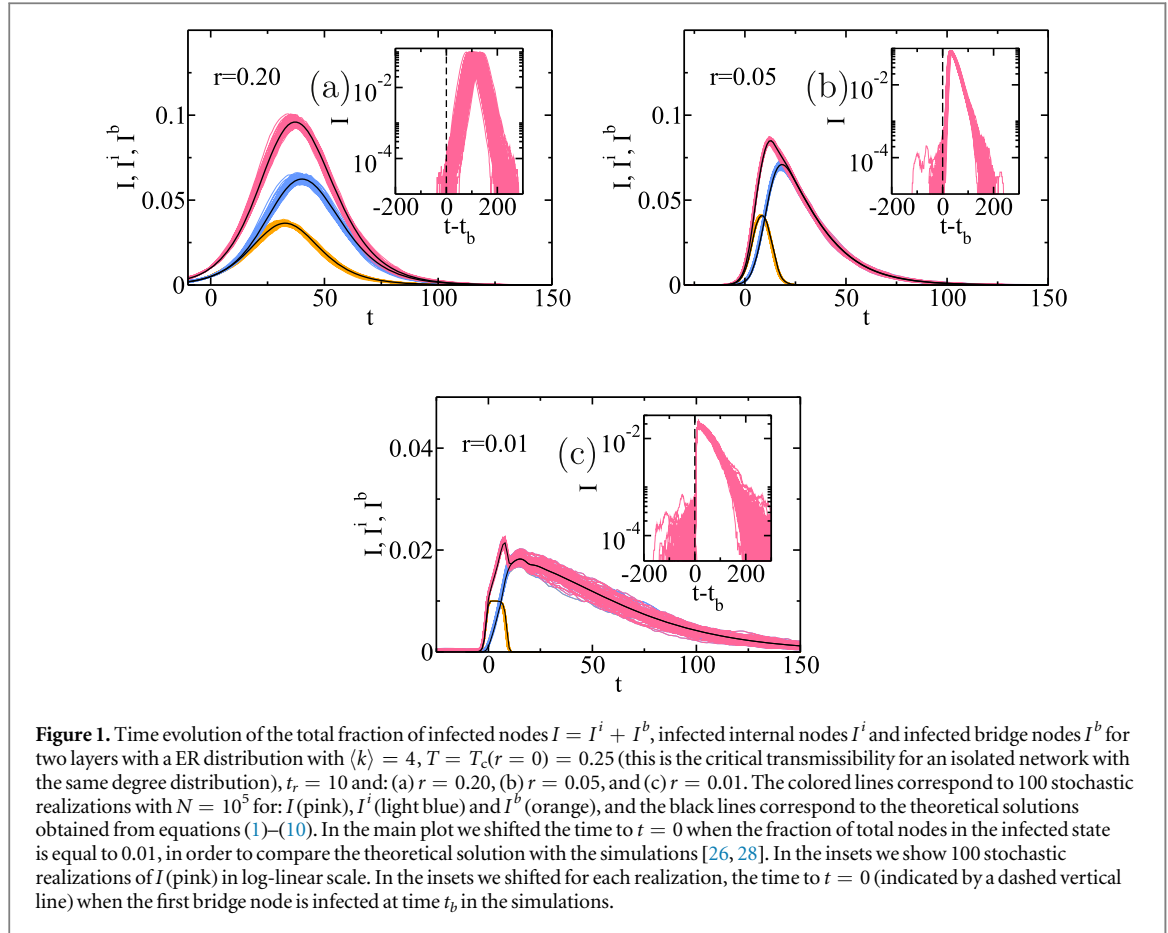 r=0.20
(a)
I, I^i, I^b
0.1
0.05
0
0
50
100
150
t
I
10^-2
10^-4
-200
0
200
t-t_b
r=0.05
(b)
I, I^i, I^b
0.1
0.05
0
0
50
100
150
t
I
10^-2
10^-4
-200
0
200
t-t_b
r=0.01
(c)
I, I^i, I^b
0.04
0.02
0
0
50
100
150
t
I
10^-2
10^-4
-200
0
200
t-t_b
Figure 1. Time evolution of the total fraction of infected nodes I = I^i + I^b, infected internal nodes I^i and infected bridge nodes I^b for
two layers with a ER distribution with ⟨k⟩ = 4, T = T_c(r = 0) = 0.25 (this is the critical transmissibility for an isolated network with
the same degree distribution), t_r = 10 and: (a) r = 0.20, (b) r = 0.05, and (c) r = 0.01. The colored lines correspond to 100 stochastic
realizations with N = 10^5 for: I (pink), I^i (light blue) and I^b (orange), and the black lines correspond to the theoretical solutions
obtained from equations (1)–(10). In the main plot we shifted the time to t = 0 when the fraction of total nodes in the infected state
is equal to 0.01, in order to compare the theoretical solution with the simulations [26, 28]. In the insets we show 100 stochastic
realizations of I (pink) in log-linear scale. In the insets we shifted for each realization, the time to t = 0 (indicated by a dashed vertical
line) when the first bridge node is infected at time t_b in the simulations.